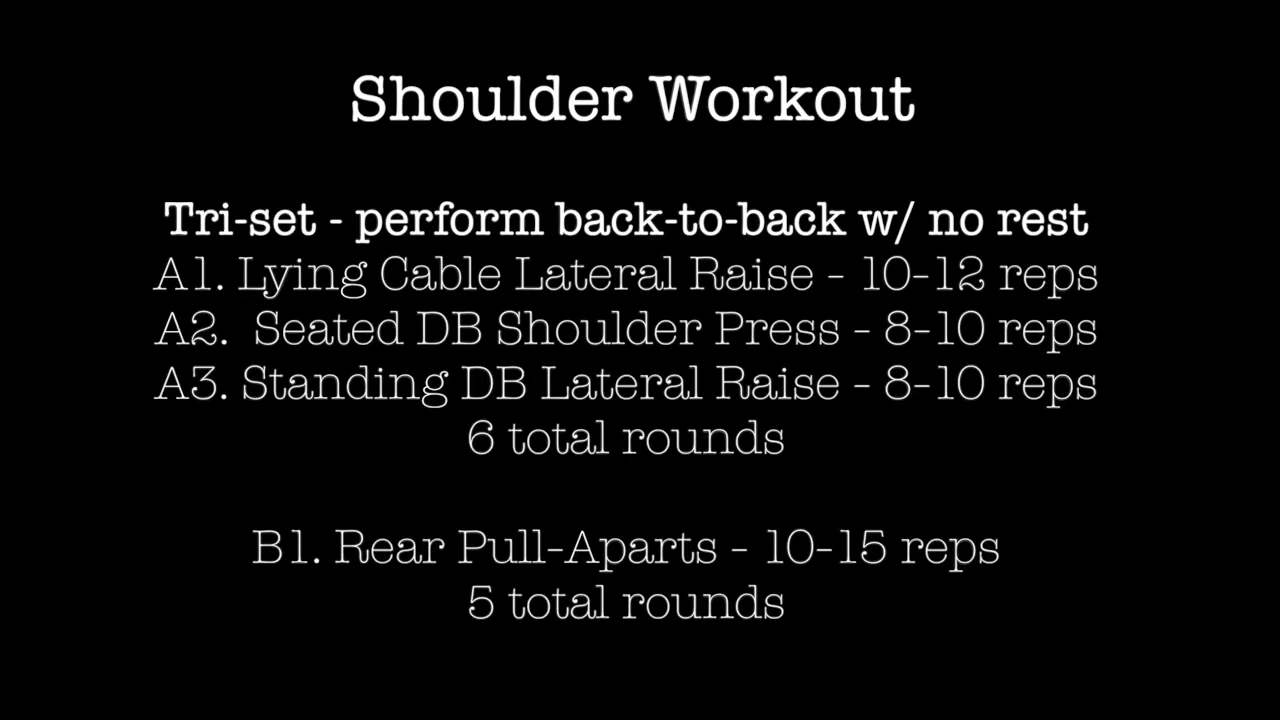 Shoulder Workout
Tri-set - perform back-to-back w/ no rest
A1. Lying Cable Lateral Raise - 10-12 reps
A2.  Seated DB Shoulder Press - 8-10 reps
A3. Standing DB Lateral Raise - 8-10 reps
6 total rounds
B1. Rear Pull-Aparts - 10-15 reps
5 total rounds